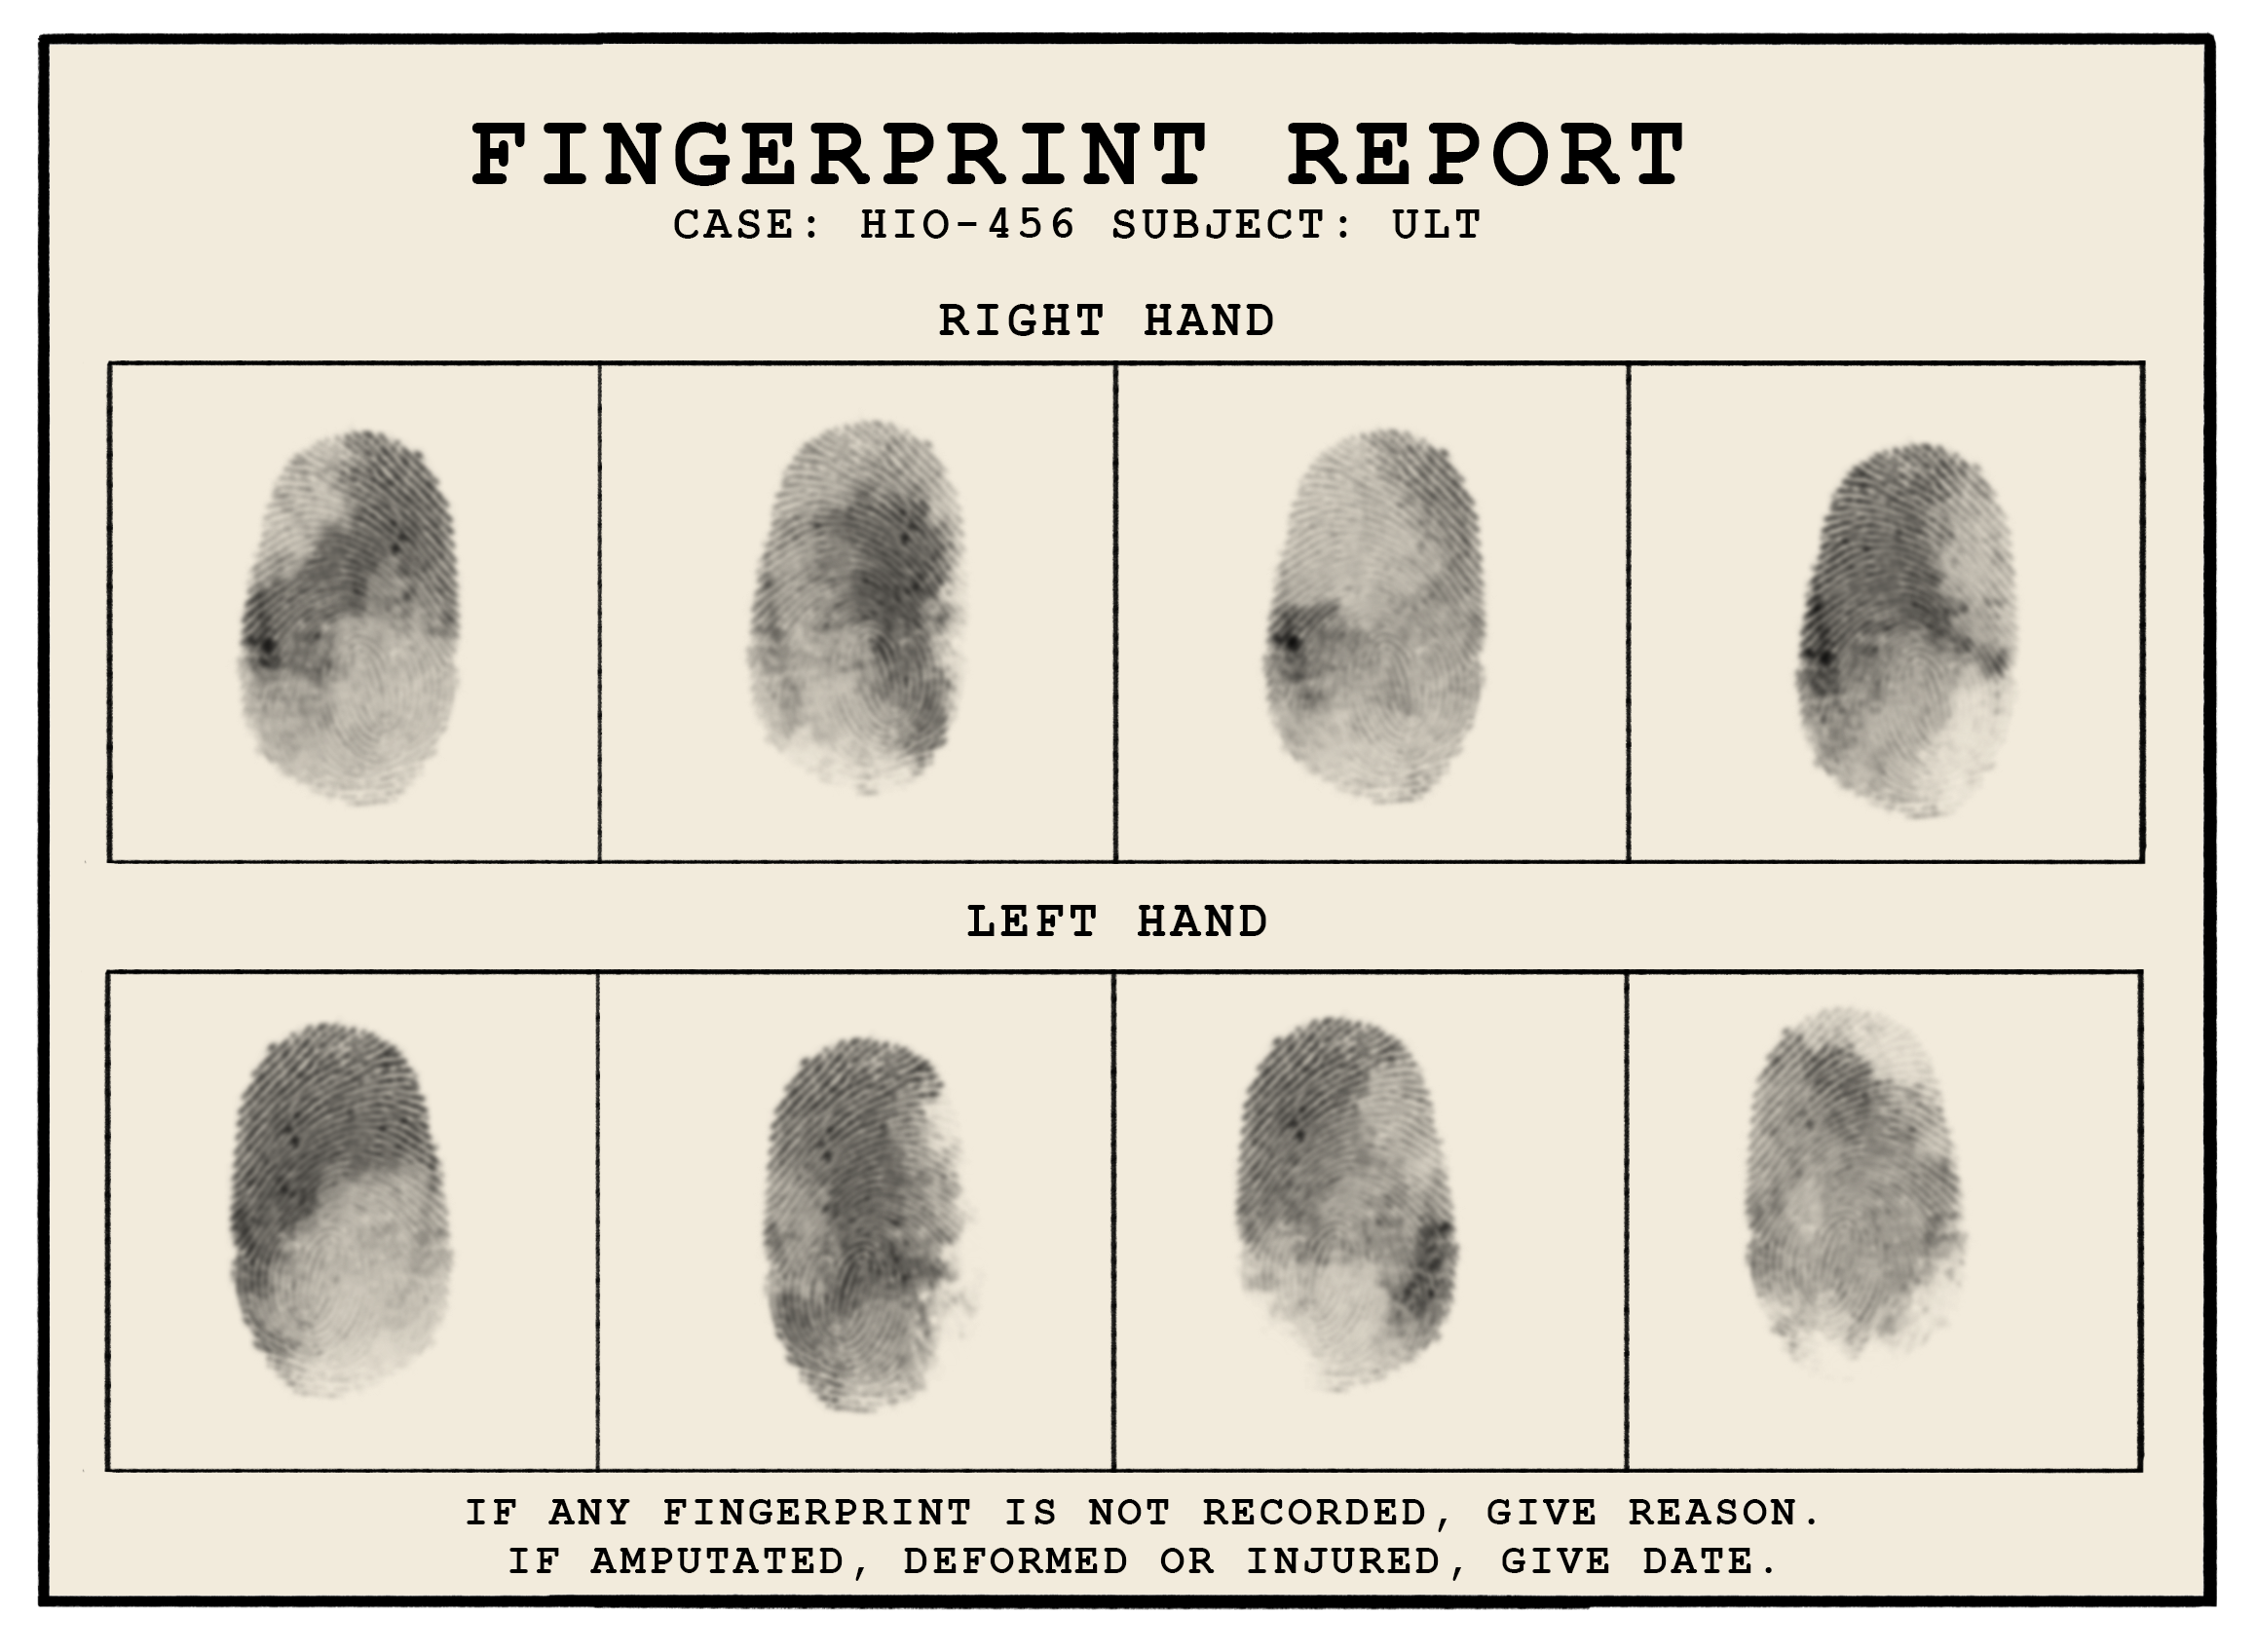 FINGERPRINT REPORT
CASE: HIO-456 SUBJECT: ULT
RIGHT HAND
LEFT HAND
IF ANY FINGERPRINT IS NOT RECORDED, GIVE REASON.
IF AMPUTATED, DEFORMED OR INJURED, GIVE DATE.